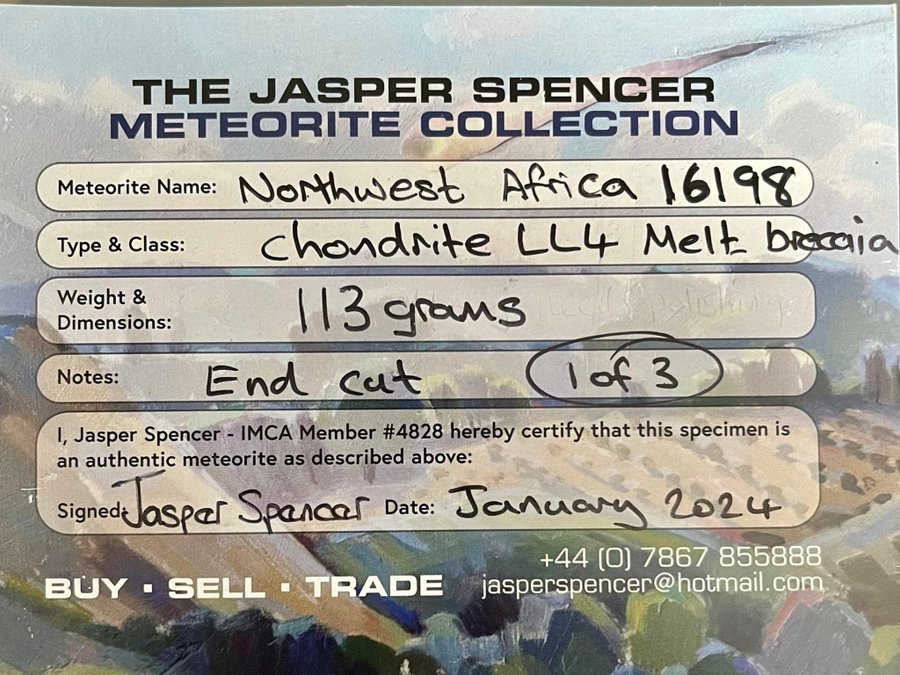 THE JASPER SPENCER
METEORITE COLLECTION
Meteorite Name: Northwest Africa 16198
Type & Class: Chondrite LL4 Melt breccia
Weight &
Dimensions: 113 grams
Notes: End cut 1 of 3
I, Jasper Spencer - IMCA Member #4828 hereby certify that this specimen is
an authentic meteorite as described above:
Signed: Jasper Spencer Date: January 2024
+44 (0) 7867 855888
BUY · SELL · TRADE jasperspencer@hotmail.com